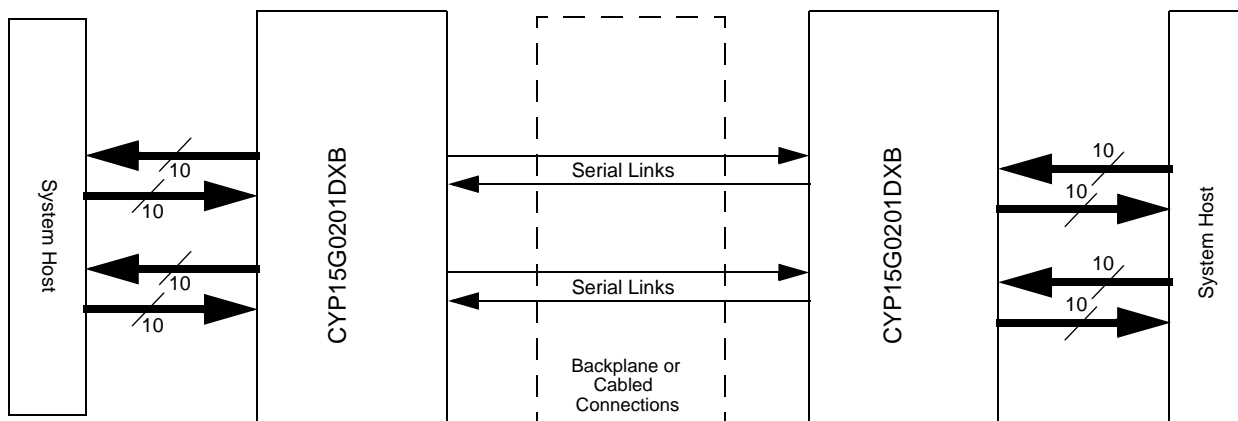 System Host
10
10
10
10
CYP15G0201DXB
Serial Links
Serial Links
Backplane or
Cabled
Connections
CYP15G0201DXB
10
10
10
10
System Host